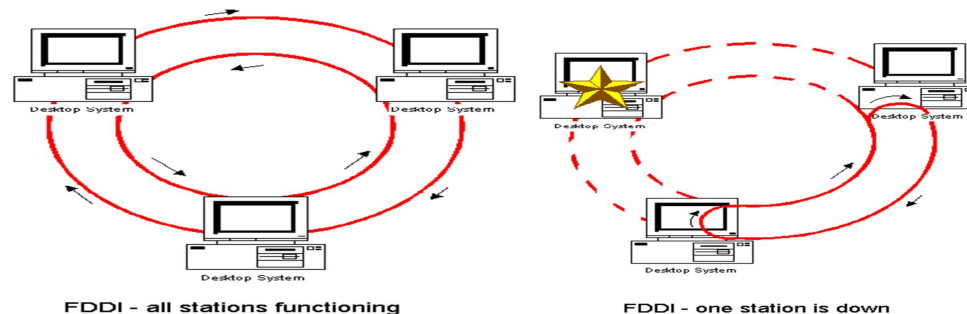 Desktop System
Desktop System
Desktop System
FDDI - all stations functioning
Desktop System
Desktop System
Desktop System
FDDI - one station is down